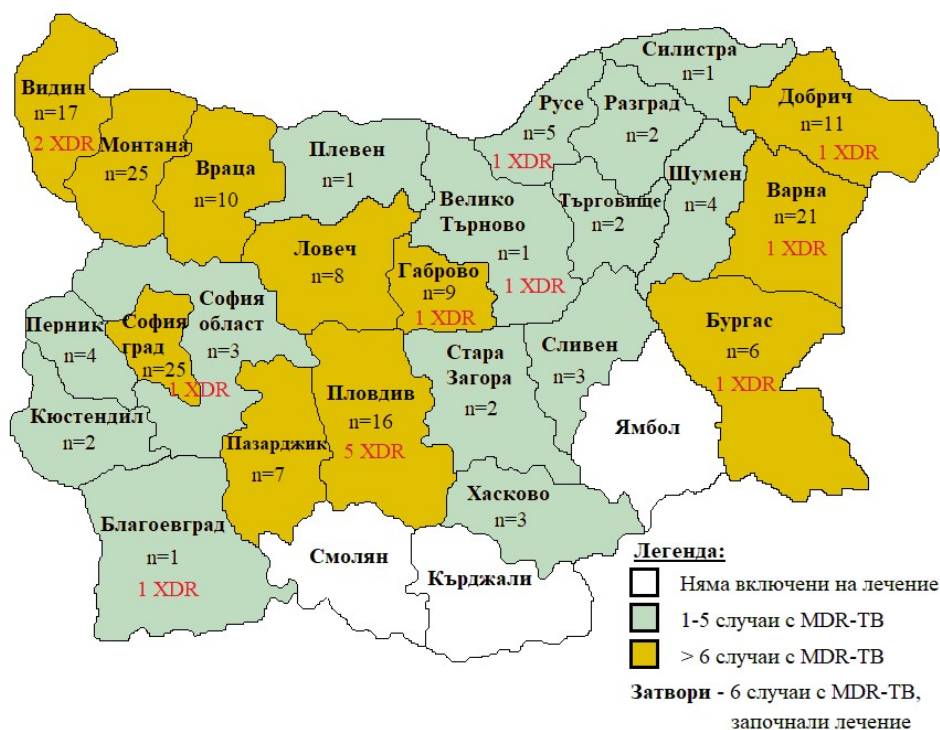 Видин
n=17
2 XDR
Монтана
n=25
Враца
n=10
Плевен
n=1
Ловеч
n=8
Габрово
n=9
1 XDR
Велико
Търново
n=1
1 XDR
Русе
n=5
1 XDR
Силистра
n=1
Разград
n=2
Търговище
n=2
Шумен
n=4
Добрич
n=11
1 XDR
Варна
n=21
1 XDR
Бургас
n=6
1 XDR
Перник
n=4
София
град
n=25
1 XDR
София
област
n=3
Кюстендил
n=2
Благоевград
n=1
1 XDR
Пазарджик
n=7
Пловдив
n=16
5 XDR
Стара
Загора
n=2
Сливен
n=3
Ямбол
Хасково
n=3
Смолян
Кърджали
Легенда:
Няма включени на лечение
1-5 случаи с MDR-TB
> 6 случаи с MDR-TB
Затвори - 6 случаи с MDR-TB,
започнали лечение